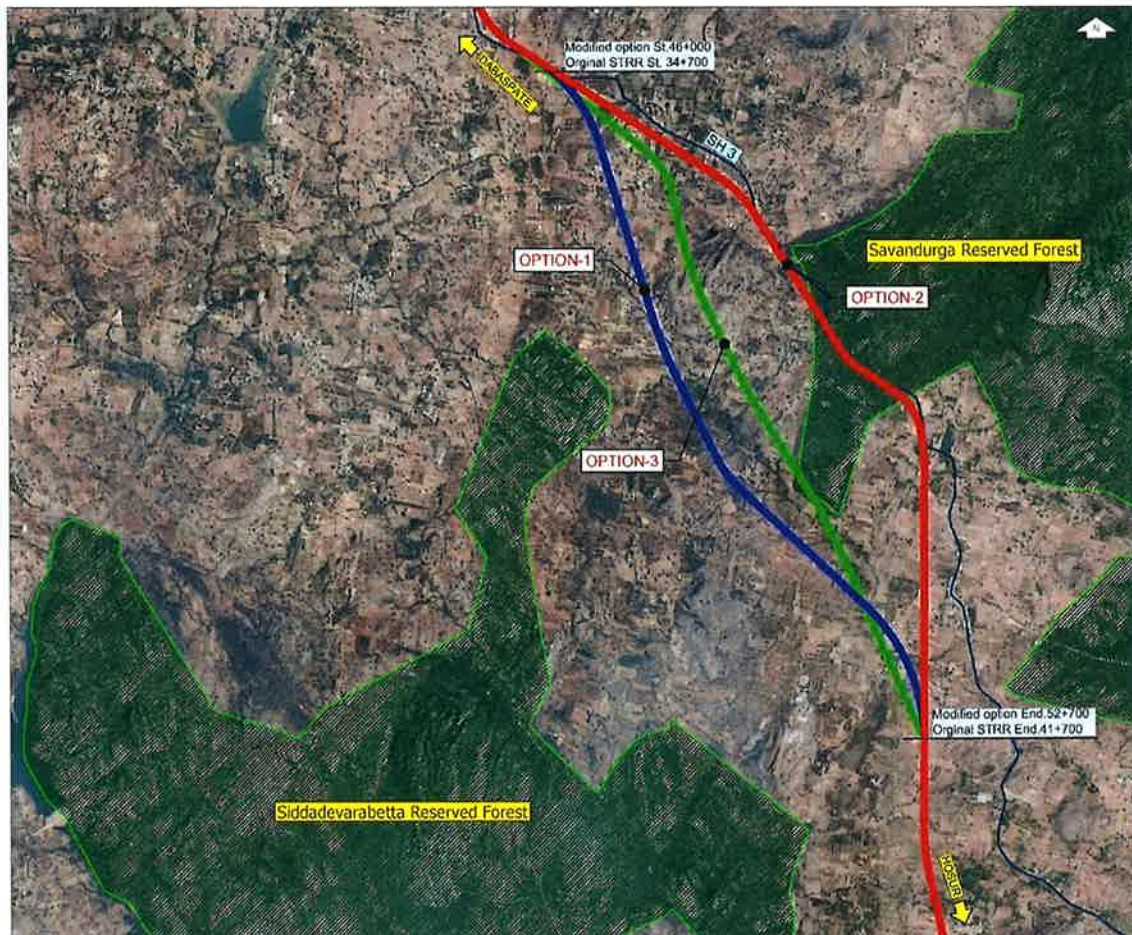 N
Modified option St.46+000
Orginal STRR St. 34+700
DABASPATE
SH 3
Savandurga Reserved Forest
OPTION-1
OPTION-2
OPTION-3
Modified option End.52+700
Orginal STRR End.41+700
Siddadevarabetta Reserved Forest
HOSUR